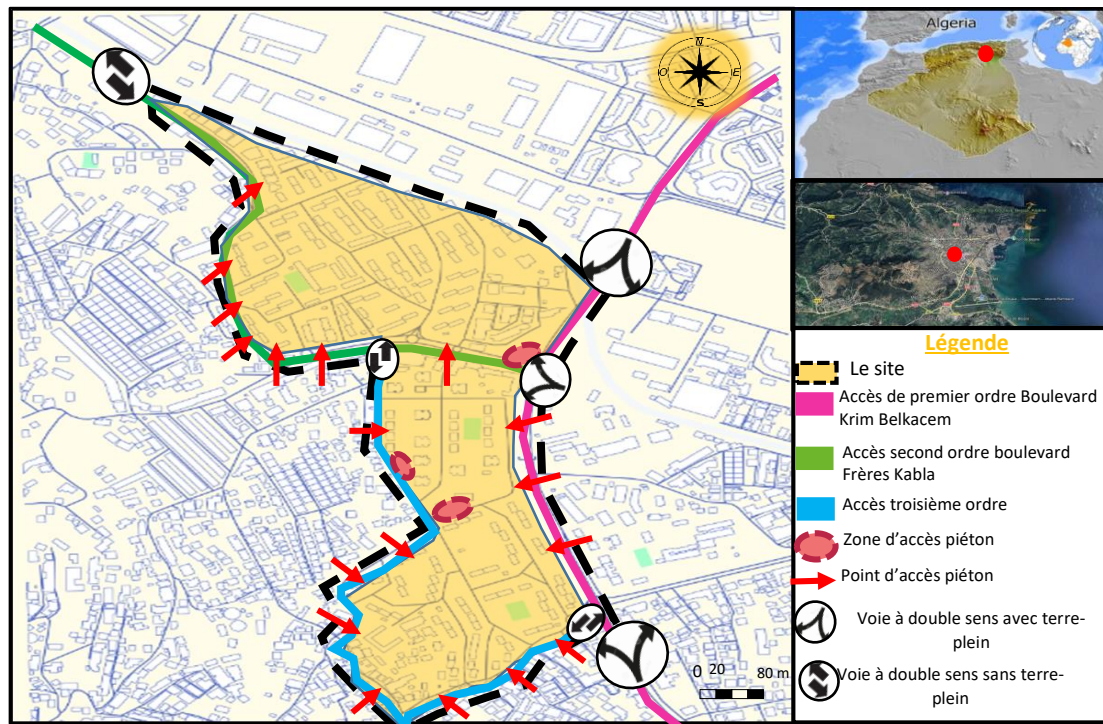 N
O
E
S
0 20 80 m
Algeria
Légende
Le site
Accès de premier ordre Boulevard
Krim Belkacem
Accès second ordre boulevard
Frères Kabla
Accès troisième ordre
Zone d’accès piéton
Point d’accès piéton
Voie à double sens avec terre-
plein
Voie à double sens sans terre-
plein